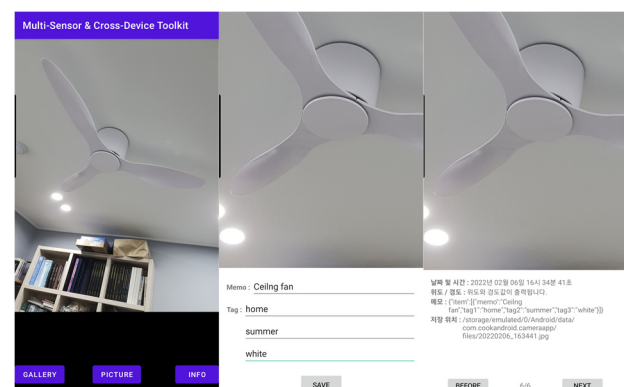 Multi-Sensor & Cross-Device Toolkit
GALLERY
PICTURE
INFO
Memo : Ceilng fan
Tag : home
summer
white
SAVE
날짜 및 시간 : 2022년 02월 06일 16시 34분 41초
위도 / 경도 : 위도와 경도값이 출력됩니다.
메모 : {"item":[{"memo":"Ceilng
fan","tag1":"home","tag2":"summer","tag3":"white"}]}
저장 위치 : /storage/emulated/0/Android/data/
com.cookandroid.cameraapp/
files/20220206_163441.jpg
BEFORE
6/6
NEXT